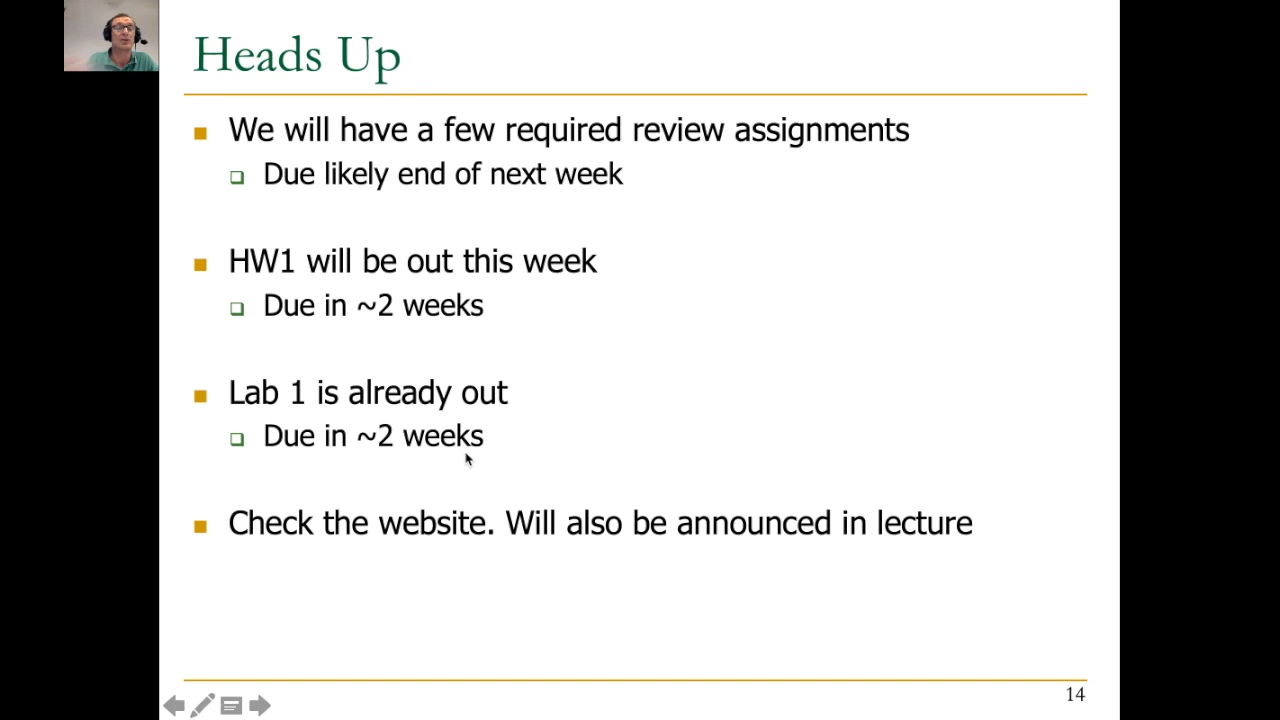 Heads Up
We will have a few required review assignments
Due likely end of next week
HW1 will be out this week
Due in ~2 weeks
Lab 1 is already out
Due in ~2 weeks
Check the website. Will also be announced in lecture
14